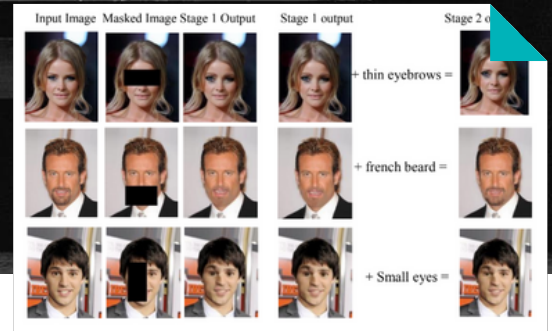 Input Image Masked Image Stage 1 Output Stage 1 output Stage 2
+ thin eyebrows =
+ french beard =
+ Small eyes =